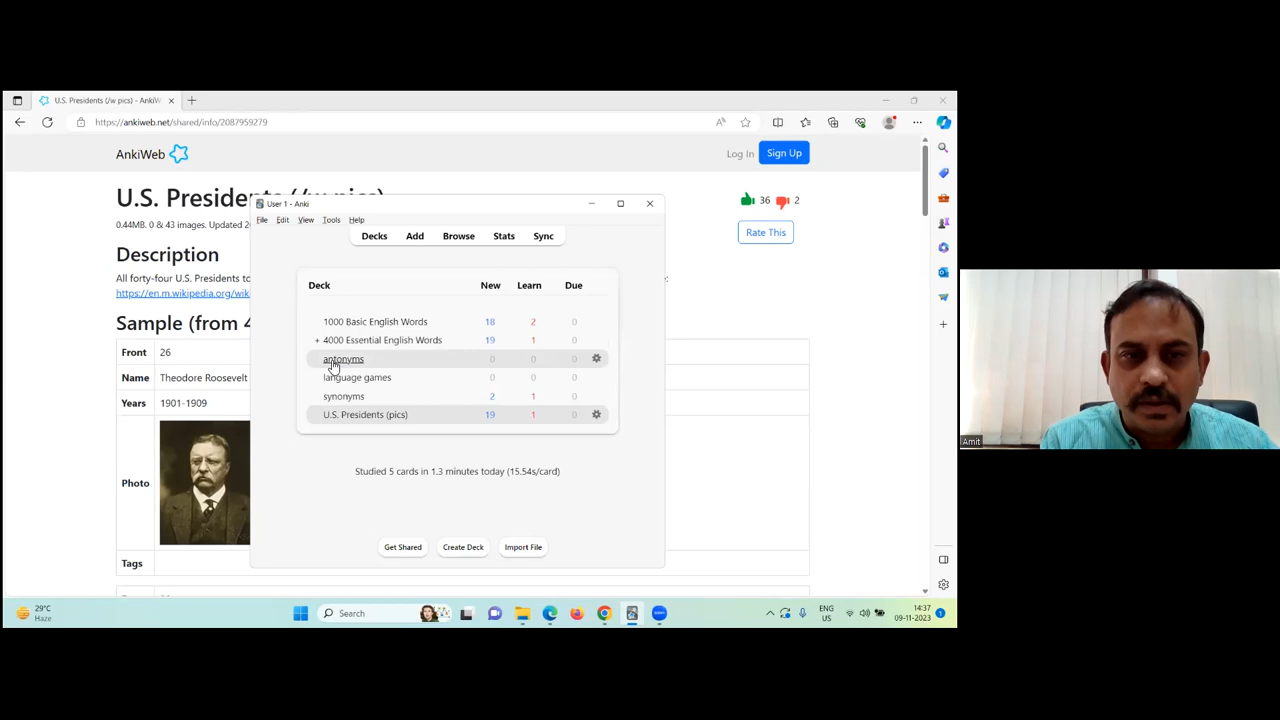 U.S. Presidents (/w pics) - AnkiW
https://ankiweb.net/shared/info/2087959279
AnkiWeb
Log In
Sign Up
U.S. Presidents (/w pics)
36
2
0.44MB. 0 & 43 images. Updated 2
Rate This
Description
All forty-four U.S. Presidents to
https://en.m.wikipedia.org/wiki
Sample (from 4
Front 26
Name Theodore Roosevelt
Years 1901-1909
Photo
Tags
User 1 - Anki
File Edit View Tools Help
Decks Add Browse Stats Sync
Deck New Learn Due
1000 Basic English Words 18 2 0
+ 4000 Essential English Words 19 1 0
antonyms 0 0 0
language games 0 0 0
synonyms 2 1 0
U.S. Presidents (pics) 19 1 0
Studied 5 cards in 1.3 minutes today (15.54s/card)
Get Shared Create Deck Import File
Amit
29°C
Haze
Search
ENG
US
14:37
09-11-2023
1